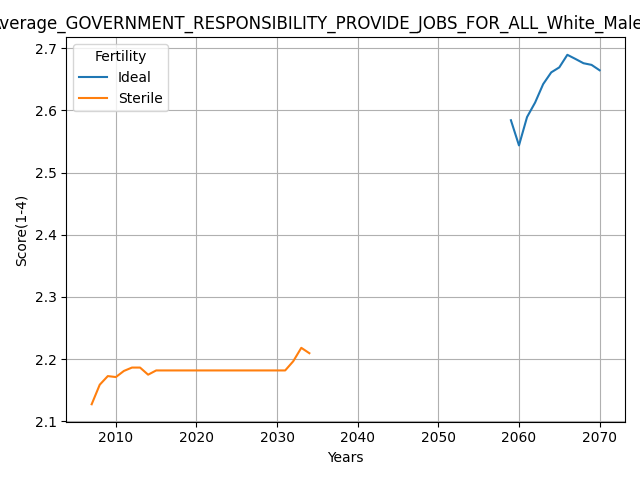 verage_GOVERNMENT_RESPONSIBILITY_PROVIDE_JOBS_FOR_ALL_White_Male
Fertility
Ideal
Sterile
2.7
2.6
2.5
2.4
2.3
2.2
2.1
Score(1-4)
2010 2020 2030 2040 2050 2060 2070
Years